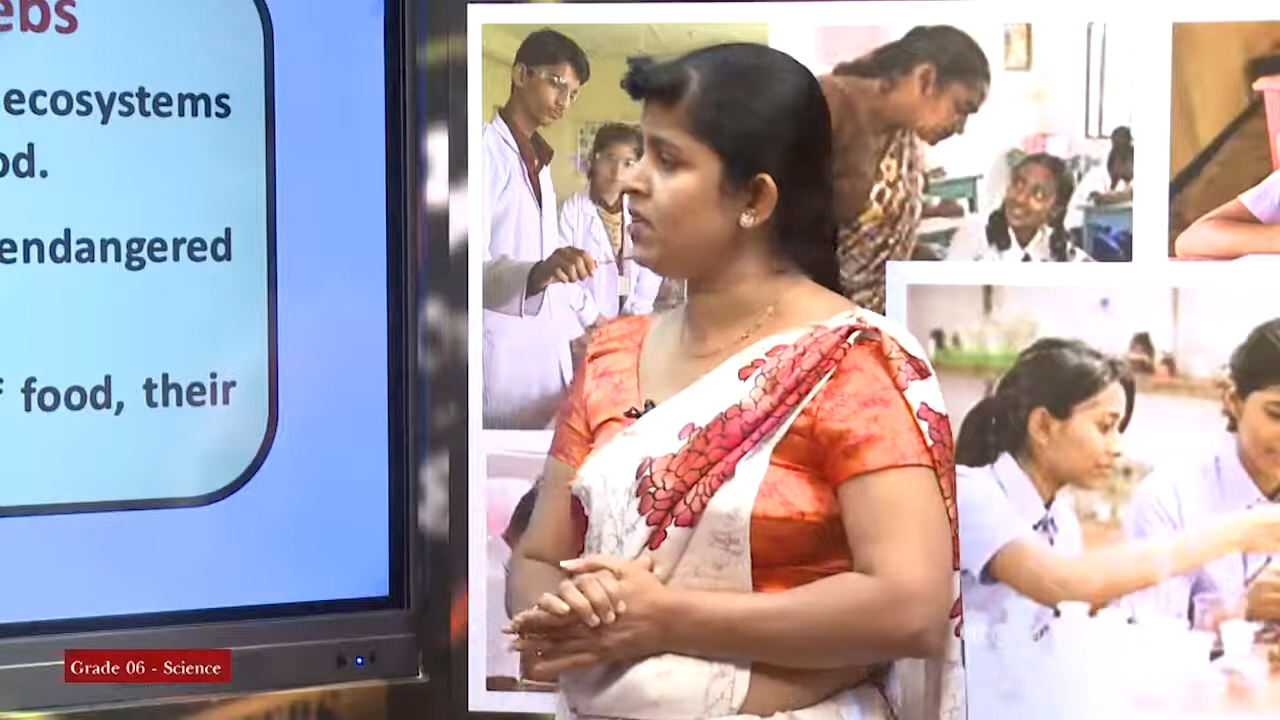 ebs
ecosystems
od.
endangered
f food, their
Grade 06 - Science